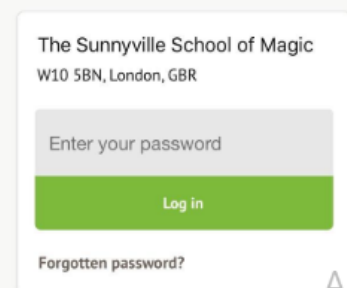 The Sunnyville School of Magic
W10 5BN, London, GBR
Enter your password
Log in
Forgotten password?
A